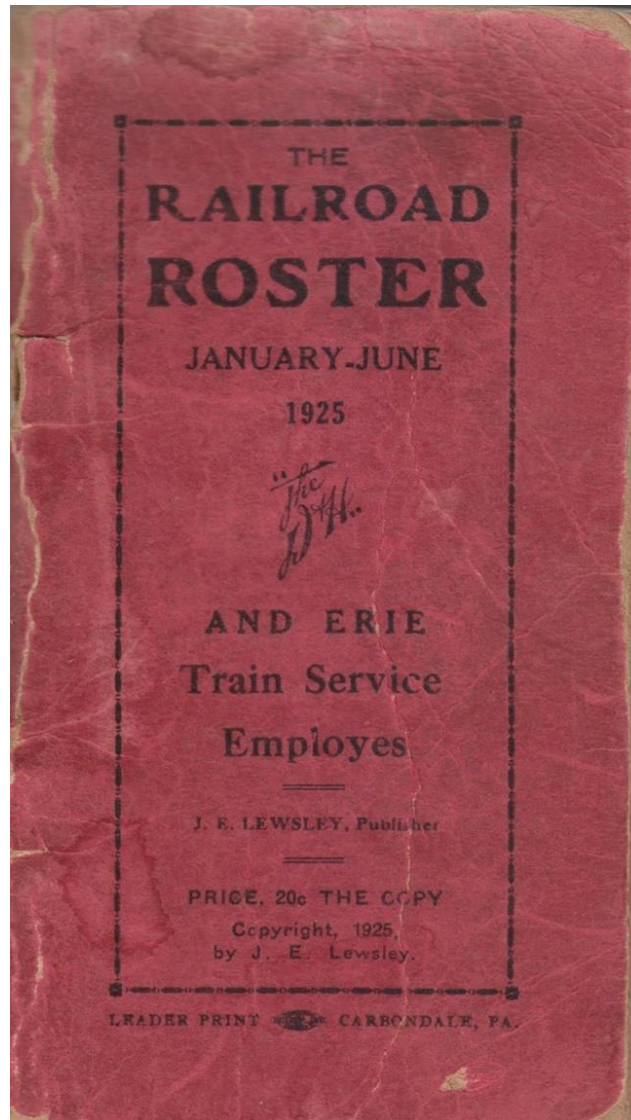 THE
RAILROAD
ROSTER
JANUARY-JUNE
1925
"The
D&H"
AND ERIE
Train Service
Employes
J. E. LEWSLEY, Publisher
PRICE, 20c THE COPY
Copyright, 1925,
by J. E. Lewsley.
LEADER PRINT CARBONDALE, PA.